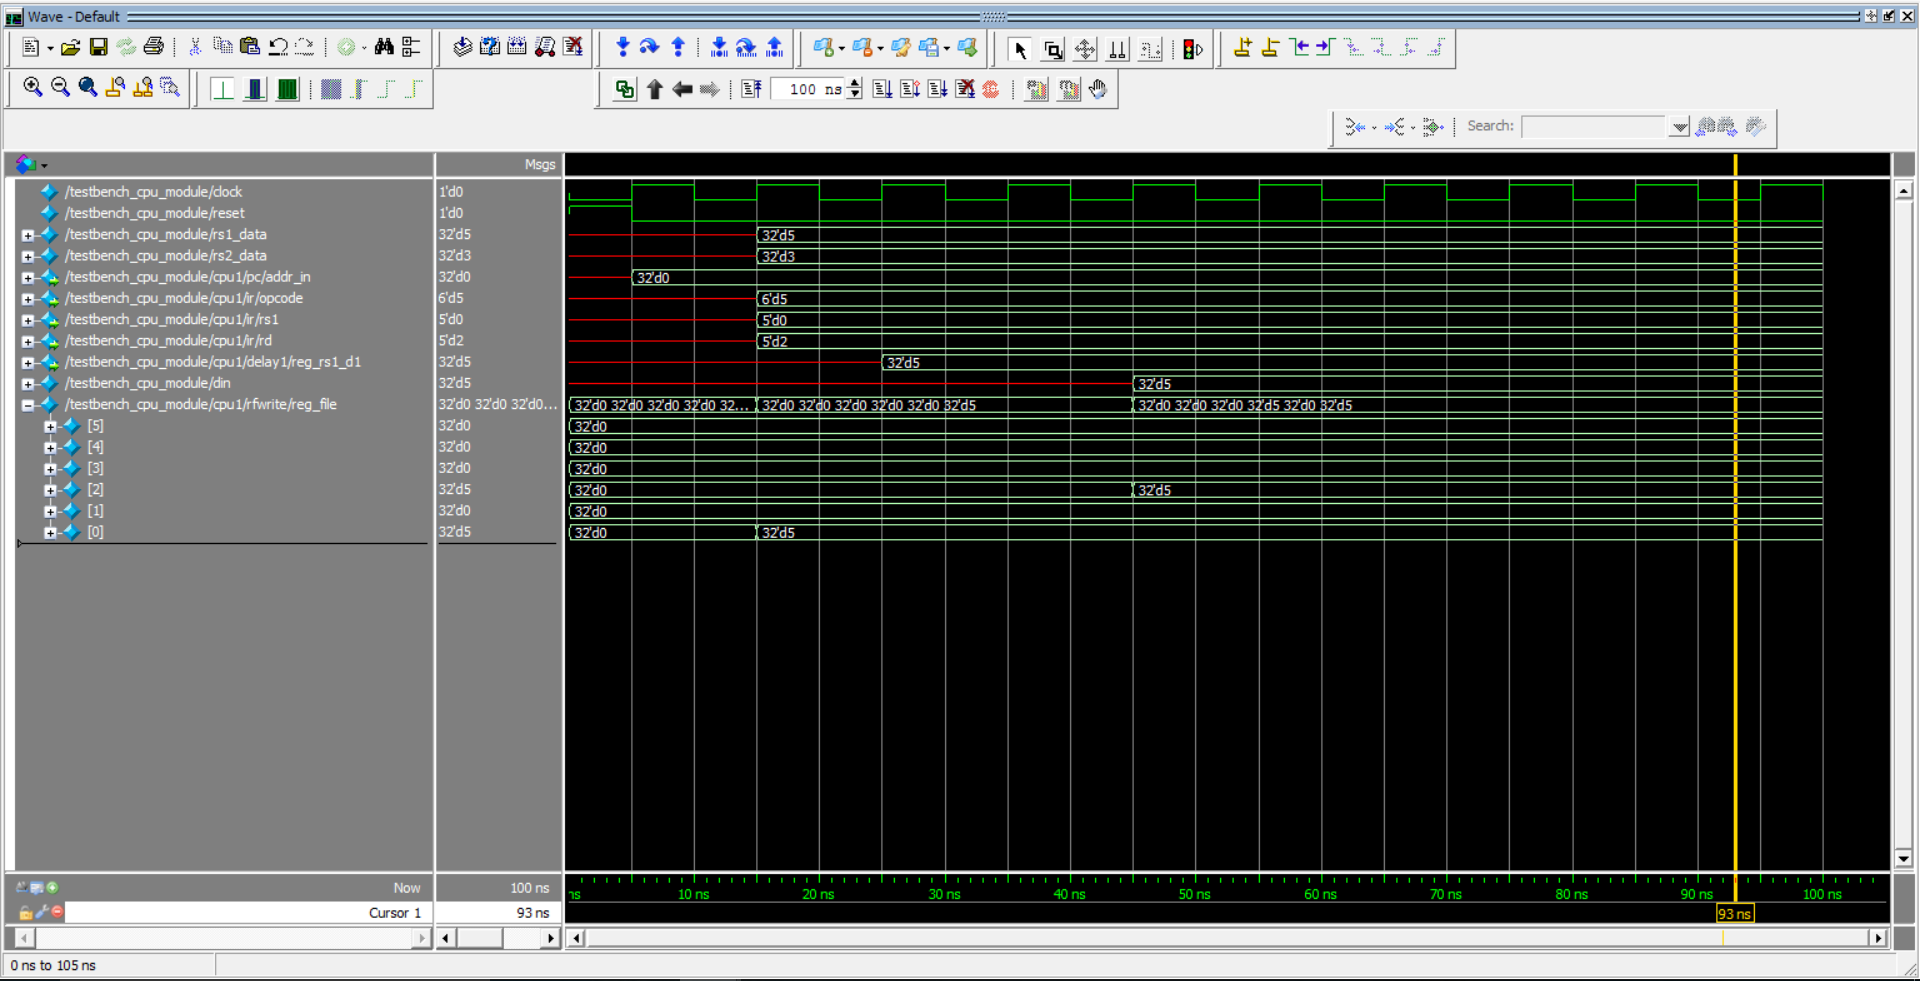 Wave - Default
100 ns
Search:
Msgs
/testbench_cpu_module/clock 1'd0
/testbench_cpu_module/reset 1'd0
/testbench_cpu_module/rs1_data 32'd5 32'd5
/testbench_cpu_module/rs2_data 32'd3 32'd3
/testbench_cpu_module/cpu1/pc/addr_in 32'd0 32'd0
/testbench_cpu_module/cpu1/ir/opcode 6'd5 6'd5
/testbench_cpu_module/cpu1/ir/rs1 5'd0 5'd0
/testbench_cpu_module/cpu1/ir/rd 5'd2 5'd2
/testbench_cpu_module/cpu1/delay1/reg_rs1_d1 32'd5 32'd5
/testbench_cpu_module/din 32'd5 32'd5
/testbench_cpu_module/cpu1/rfwrite/reg_file 32'd0 32'd0 32'd0... 32'd0 32'd0 32'd0 32'd0 32... 32'd0 32'd0 32'd0 32'd0 32'd0 32'd5 32'd0 32'd0 32'd0 32'd5 32'd0 32'd5
[5] 32'd0 32'd0
[4] 32'd0 32'd0
[3] 32'd0 32'd0
[2] 32'd5 32'd0 32'd5
[1] 32'd0 32'd0
[0] 32'd5 32'd0 32'd5
Now 100 ns ns 10 ns 20 ns 30 ns 40 ns 50 ns 60 ns 70 ns 80 ns 90 ns 100 ns
Cursor 1 93 ns 93 ns
0 ns to 105 ns